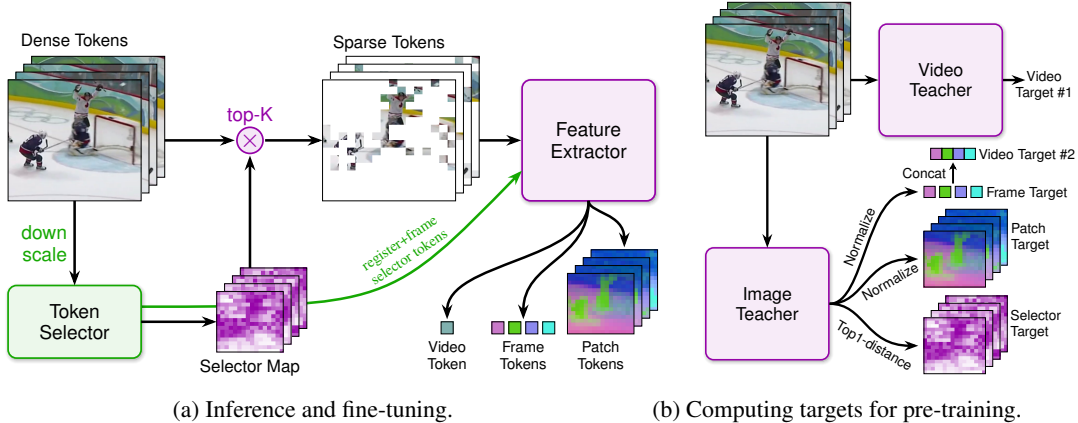 Dense Tokens
Sparse Tokens
top-K
Feature
Extractor
down
scale
register+frame
selector tokens
Token
Selector
Selector Map
Video
Token
Frame
Tokens
Patch
Tokens
(a) Inference and fine-tuning.
Video
Teacher
Video
Target #1
Video Target #2
Concat
Frame Target
Normalize
Patch
Target
Normalize
Image
Teacher
Selector
Target
Top1-distance
(b) Computing targets for pre-training.